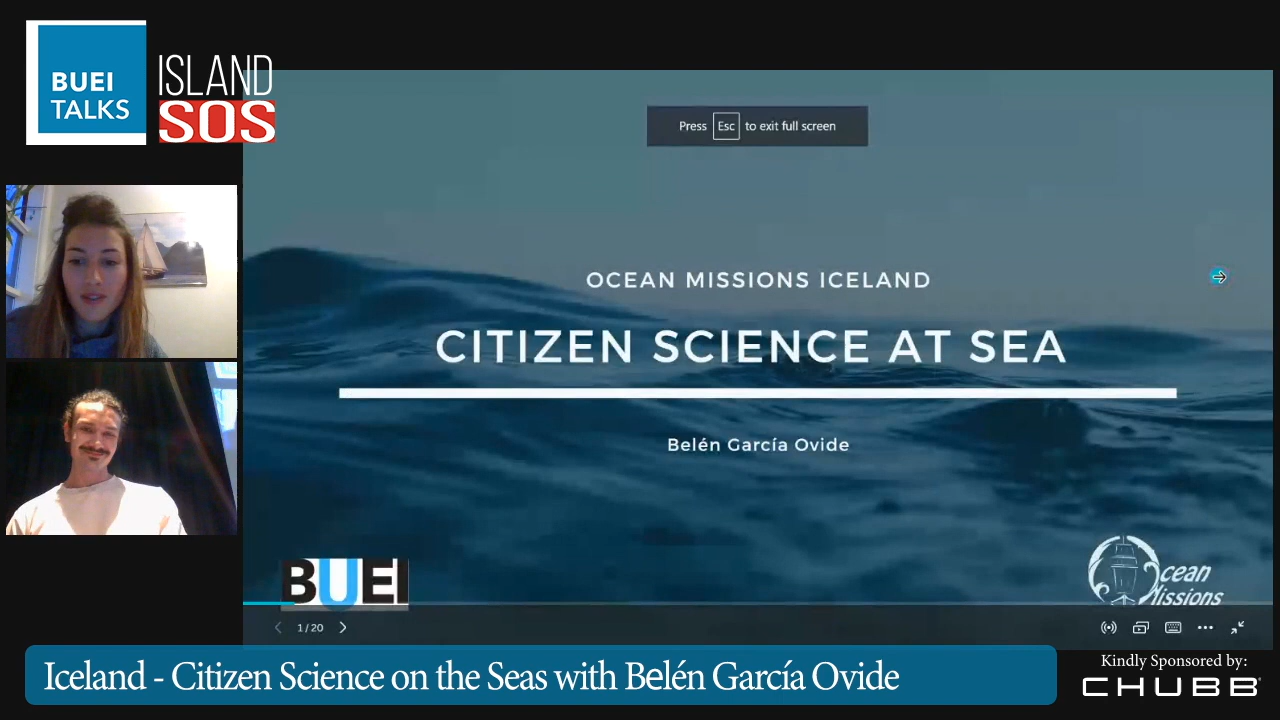 BUEI
TALKS
ISLAND
SOS
Press Esc to exit full screen
OCEAN MISSIONS ICELAND
CITIZEN SCIENCE AT SEA
Belén García Ovide
BUEI
Ocean
Missions
1 / 20
Iceland - Citizen Science on the Seas with Belén García Ovide
Kindly Sponsored by:
CHUBB